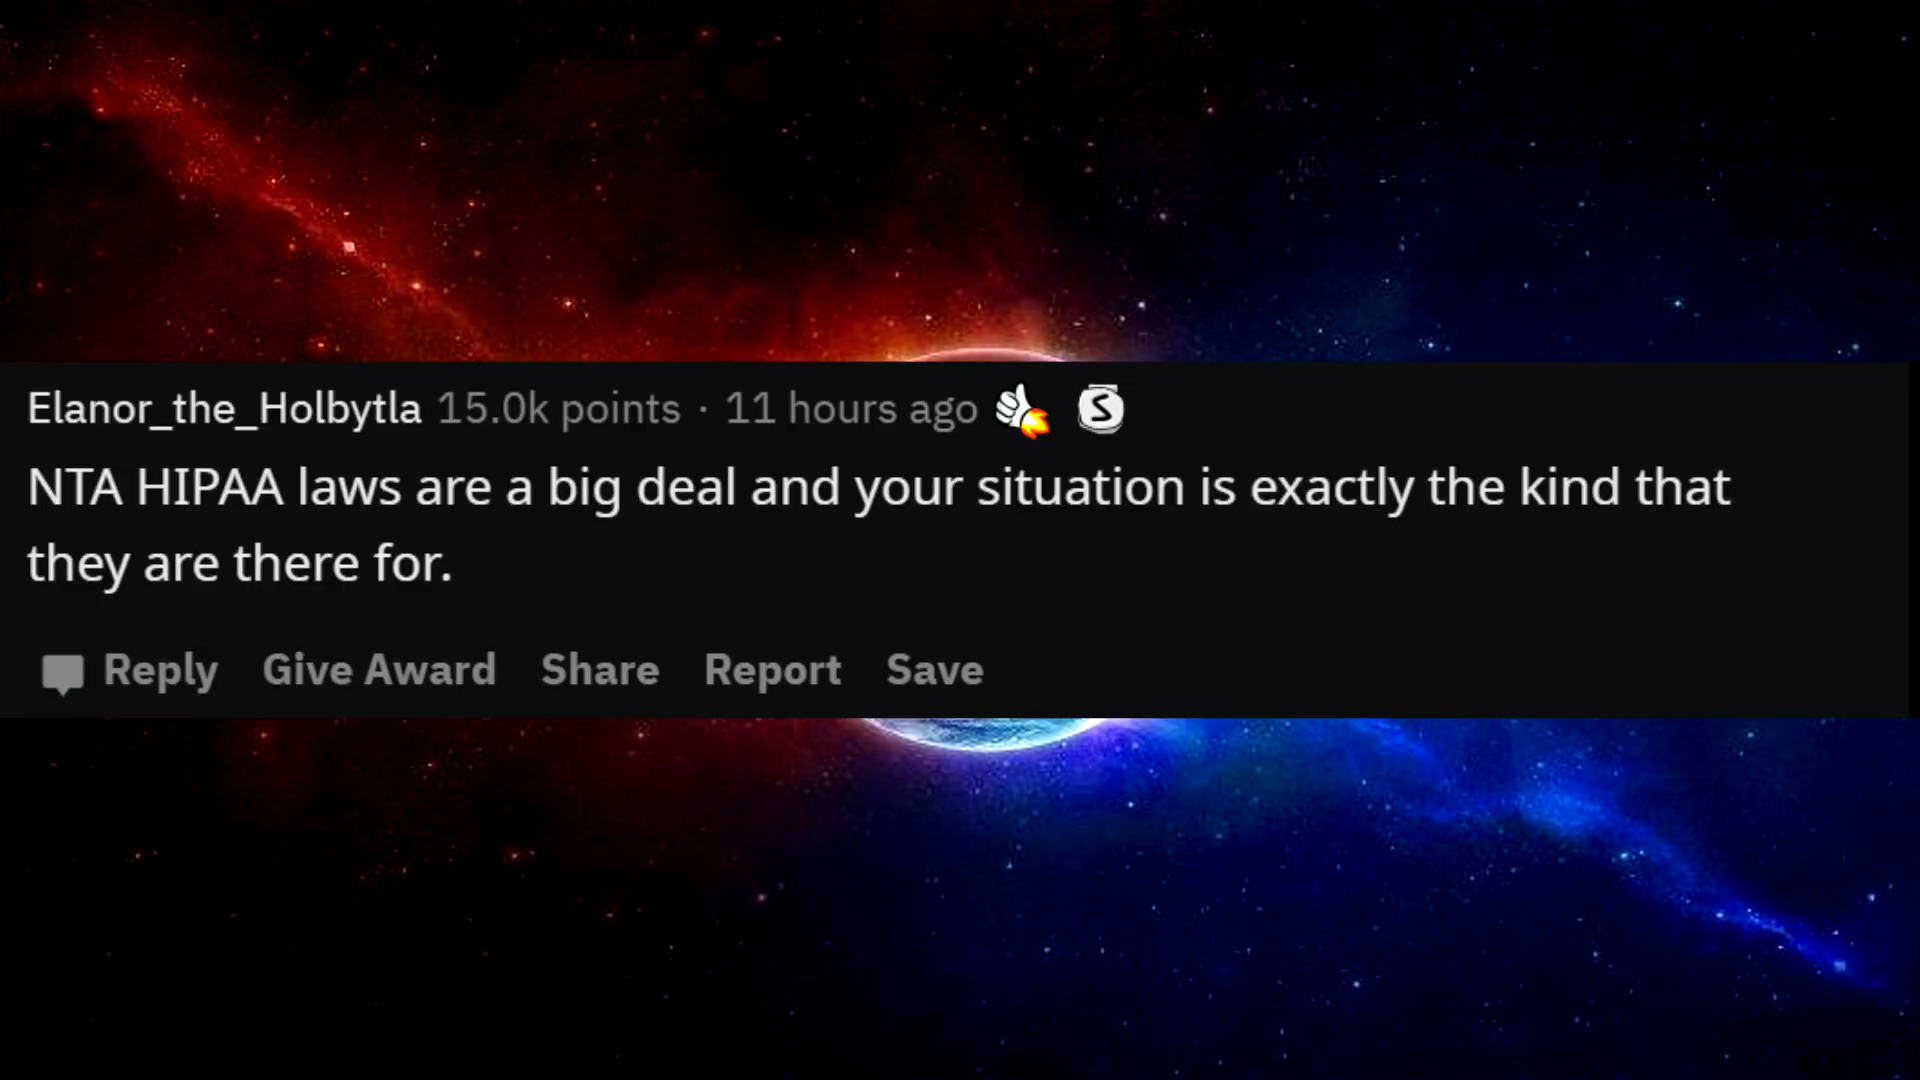 Elanor_the_Holbytla 15.0k points · 11 hours ago S
NTA HIPAA laws are a big deal and your situation is exactly the kind that
they are there for.
Reply Give Award Share Report Save